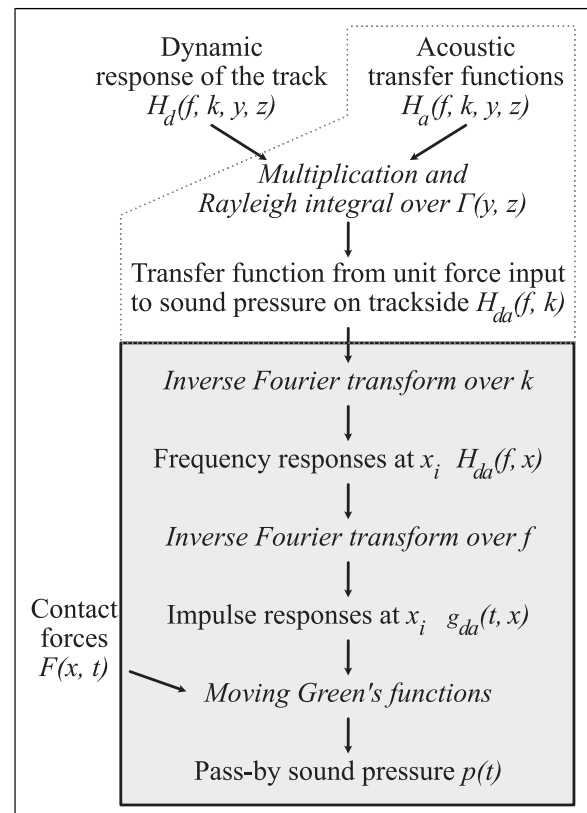 Dynamic
response of the track
H_d(f, k, y, z)
Acoustic
transfer functions
H_a(f, k, y, z)
Multiplication and
Rayleigh integral over Γ(y, z)
Transfer function from unit force input
to sound pressure on trackside H_da(f, k)
Inverse Fourier transform over k
Frequency responses at x_i H_da(f, x)
Inverse Fourier transform over f
Impulse responses at x_i g_da(t, x)
Contact
forces
F(x, t)
Moving Green's functions
Pass-by sound pressure p(t)